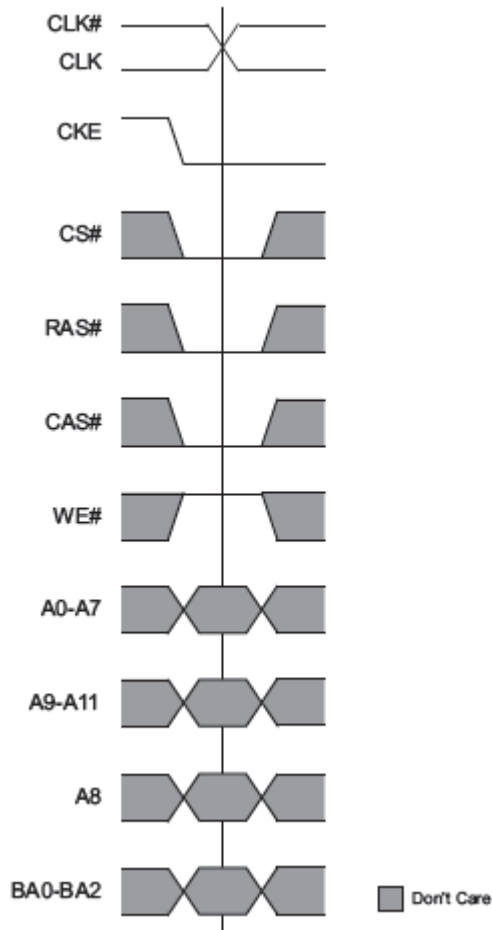 CLK#
CLK
CKE
CS#
RAS#
CAS#
WE#
A0-A7
A9-A11
A8
BA0-BA2
Don't Care